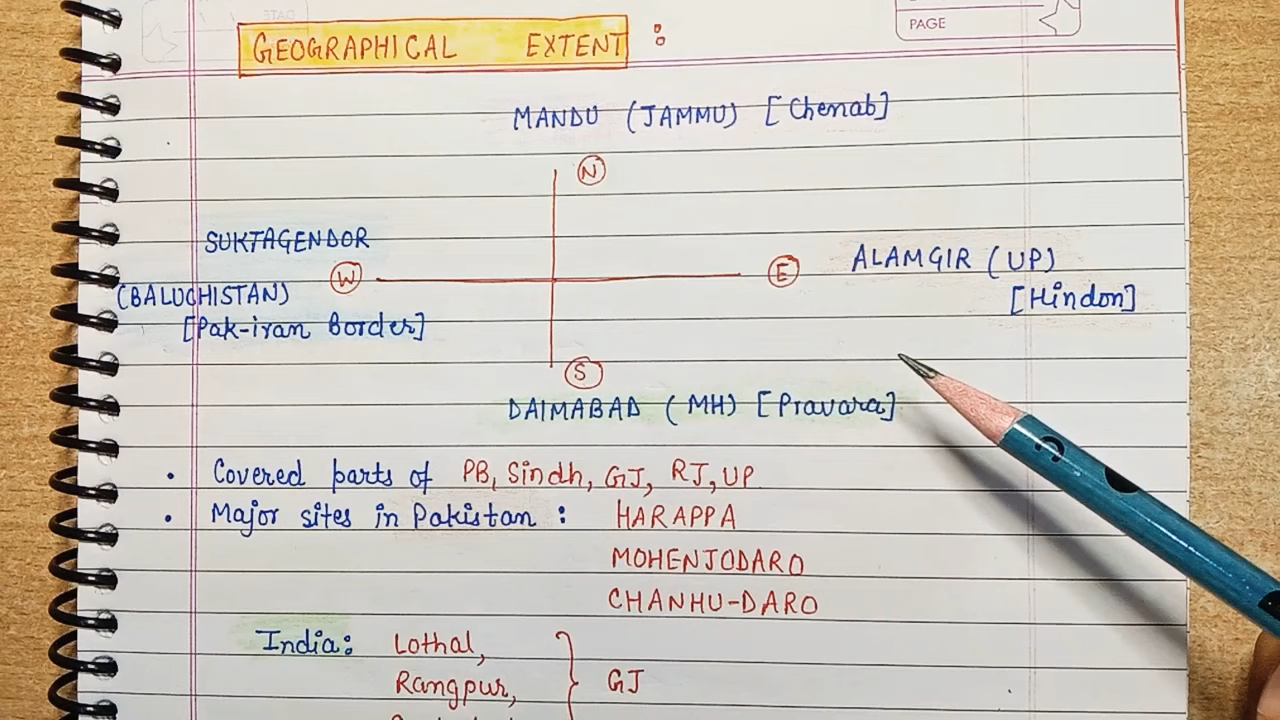 PAGE
GEOGRAPHICAL EXTENT :
MANDU (JAMMU) [Chenab]
N
SUKTAGENDOR
W
E
ALAMGIR (UP)
(BALUCHISTAN)
[Hindon]
[Pak-iran Border]
S
DAIMABAD (MH) [Pravara]
• Covered parts of PB, Sindh, GJ, RJ, UP
• Major sites in Pakistan : HARAPPA
MOHENJODARO
CHANHU-DARO
India: Lothal,
Rangpur, } GJ